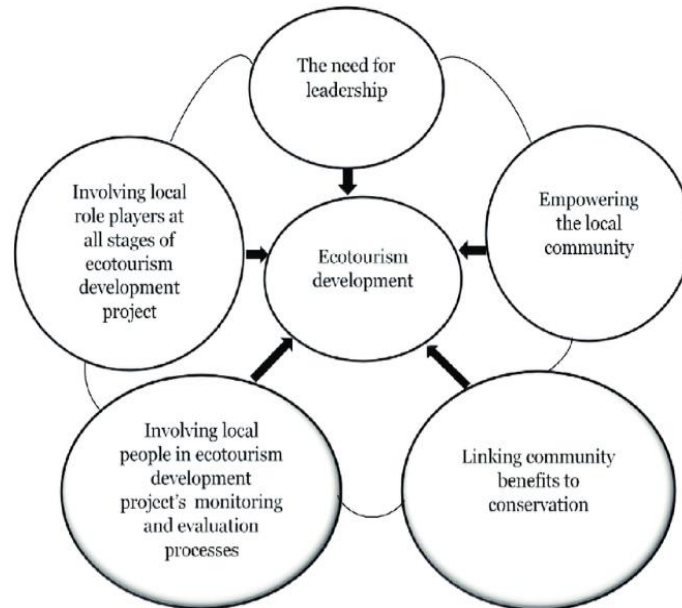 The need for
leadership
Involving local
role players at
all stages of
ecotourism
development
project
Empowering
the local
community
Ecotourism
development
Involving local
people in ecotourism
development
project's monitoring
and evaluation
processes
Linking community
benefits to
conservation